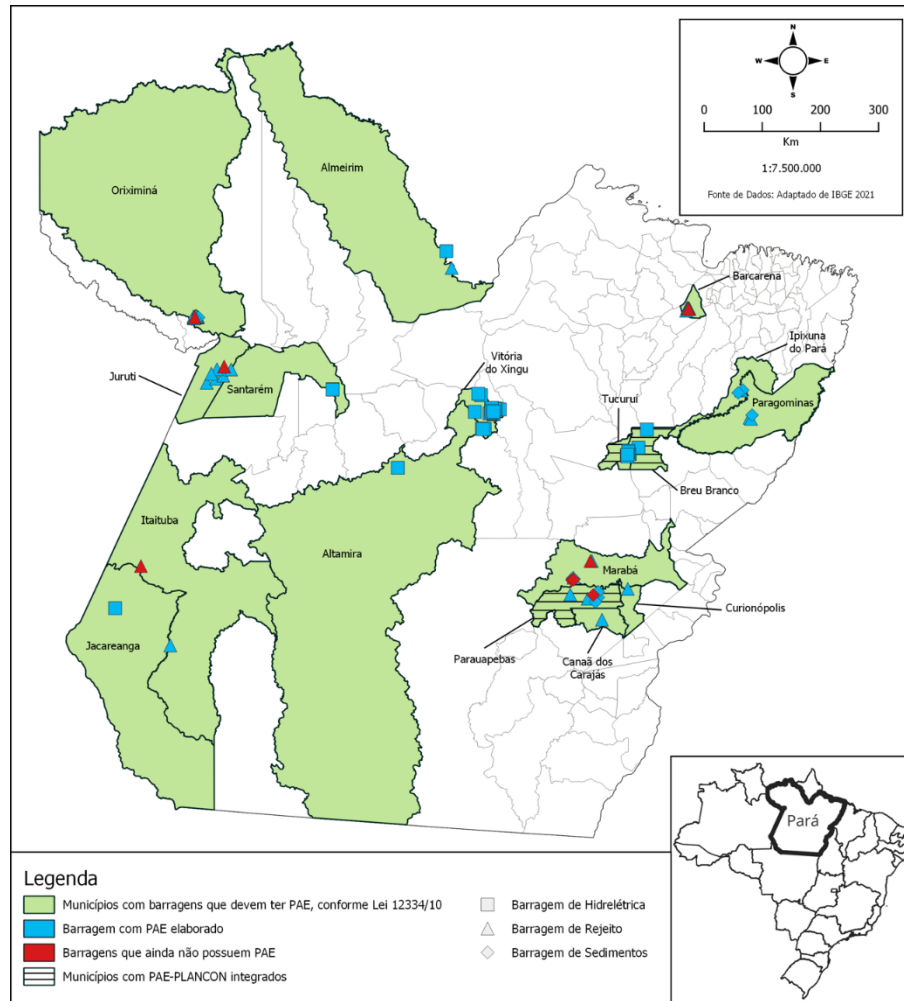 N
W
E
S
0
100
200
300
Km
1:7.500.000
Fonte de Dados: Adaptado de IBGE 2021
Almeirim
Oriximiná
Barcarena
Ipixuna
do Pará
Vitória
do Xingu
Juruti
Santarém
Tucuruí
Paragominas
Breu Branco
Itaituba
Altamira
Marabá
Curionópolis
Jacareanga
Parauapebas
Canaã dos
Carajás
Pará
Legenda
Municípios com barragens que devem ter PAE, conforme Lei 12334/10
Barragem com PAE elaborado
Barragens que ainda não possuem PAE
Municípios com PAE-PLANCON integrados
Barragem de Hidrelétrica
Barragem de Rejeito
Barragem de Sedimentos